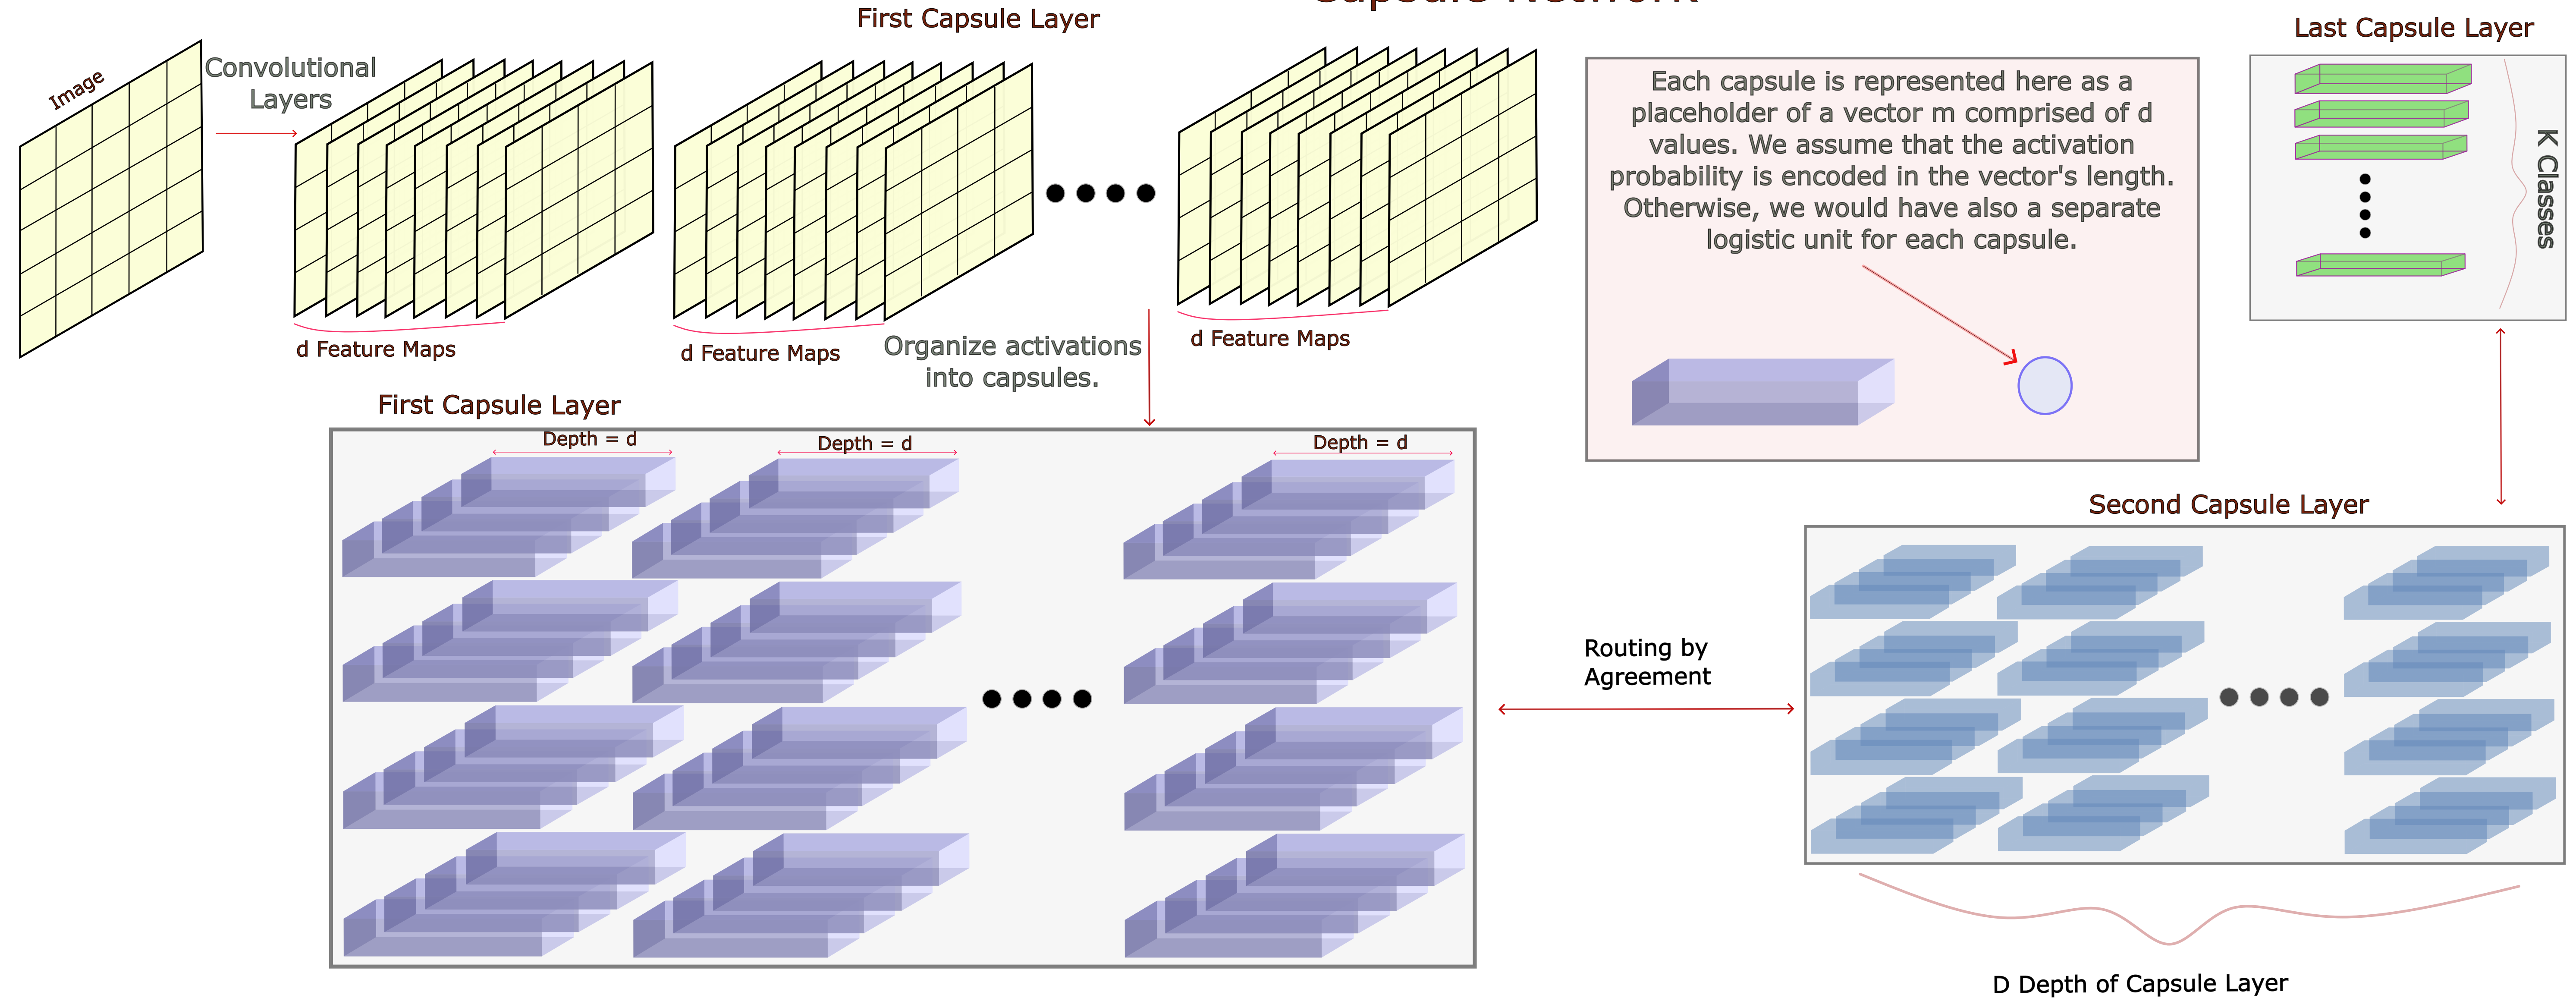 Capsule Network
First Capsule Layer
Last Capsule Layer
Image
Convolutional
Layers
Each capsule is represented here as a
placeholder of a vector m comprised of d
values. We assume that the activation
probability is encoded in the vector's length.
Otherwise, we would have also a separate
logistic unit for each capsule.
K Classes
d Feature Maps
d Feature Maps
d Feature Maps
Organize activations
into capsules.
First Capsule Layer
Depth = d
Depth = d
Depth = d
Second Capsule Layer
Routing by
Agreement
D Depth of Capsule Layer